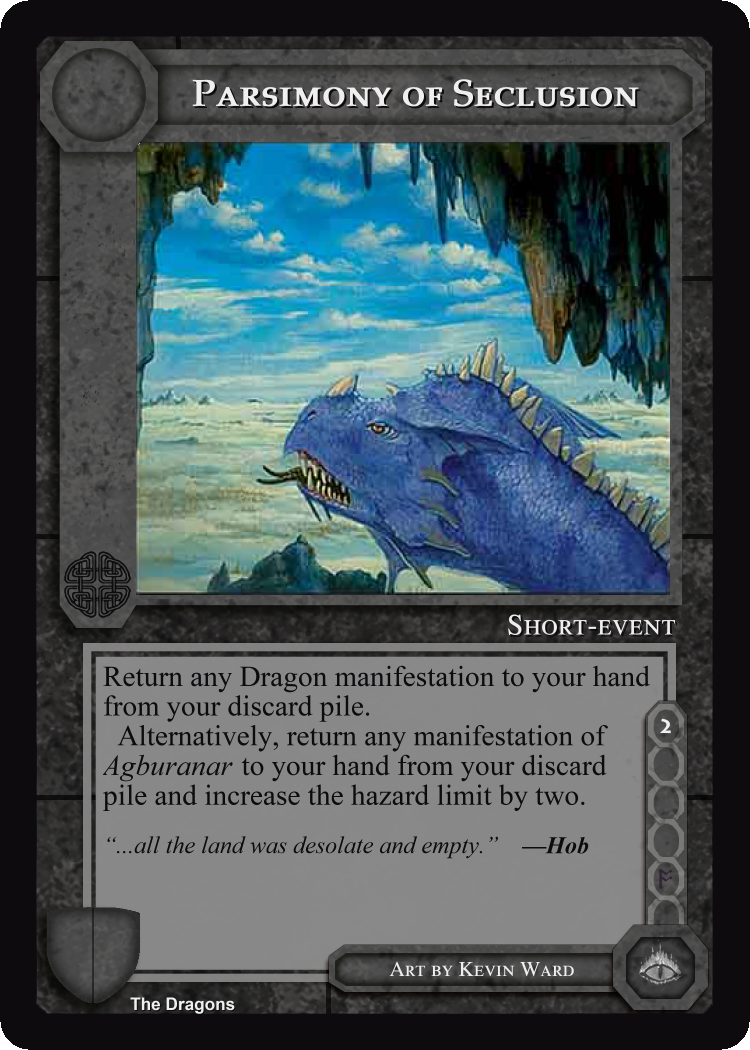 Parsimony of Seclusion
Short-event
Return any Dragon manifestation to your hand
from your discard pile.
Alternatively, return any manifestation of
Agburanar to your hand from your discard
pile and increase the hazard limit by two.
2
“...all the land was desolate and empty.” —Hob
Art by Kevin Ward
The Dragons